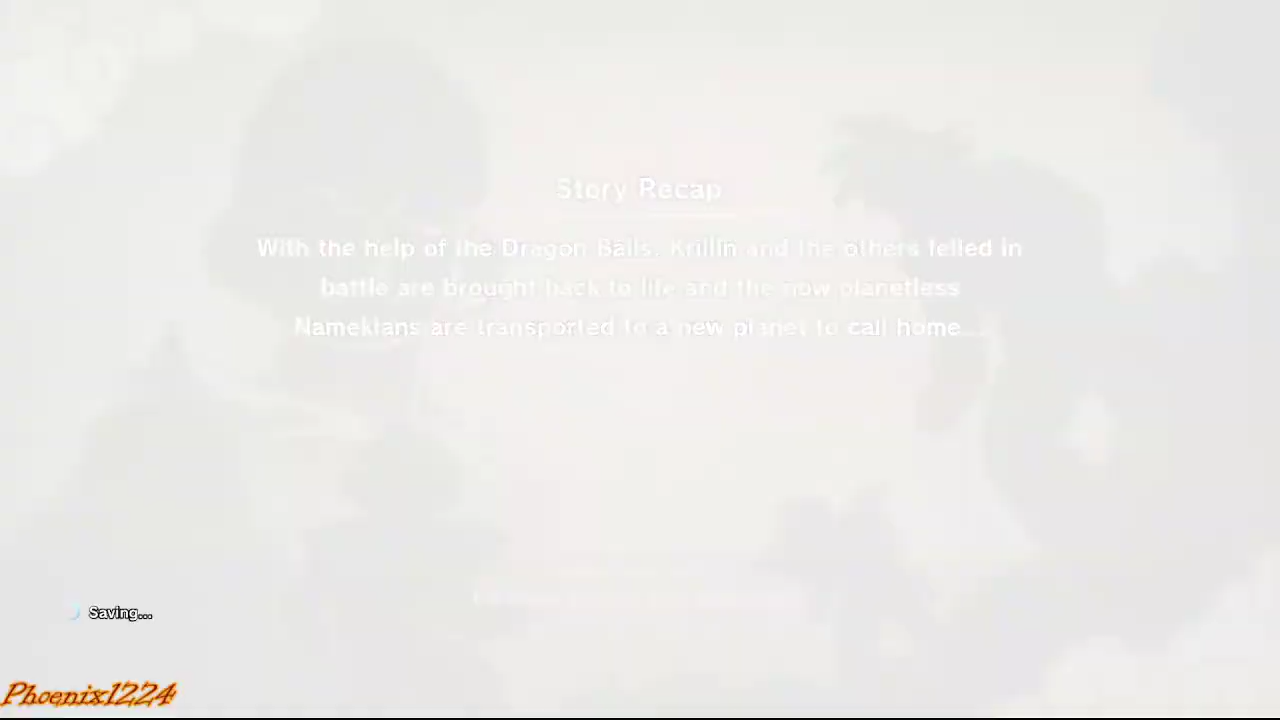 Story Recap
With the help of the Dragon Balls, Krillin and the others felled in
battle are brought back to life and the now planetless
Namekians are transported to a new planet to call home...
Saving...
Phoenix1224